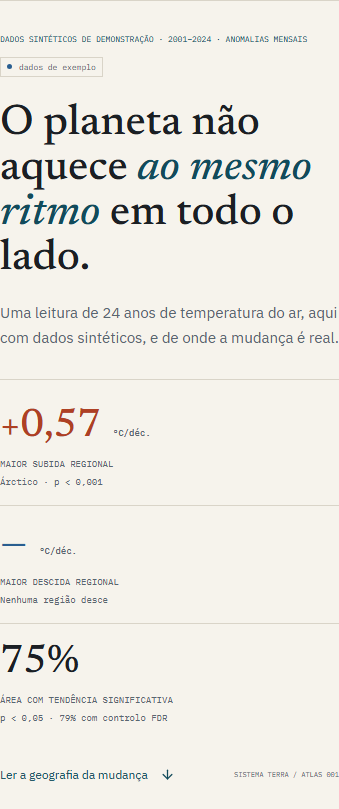 DADOS SINTÉTICOS DE DEMONSTRAÇÃO · 2001–2024 · ANOMALIAS MENSAIS
dados de exemplo
O planeta não
aquece ao mesmo
ritmo em todo o
lado.
Uma leitura de 24 anos de temperatura do ar, aqui
com dados sintéticos, e de onde a mudança é real.
+0,57 °C/déc.
MAIOR SUBIDA REGIONAL
Árctico · p < 0,001
— °C/déc.
MAIOR DESCIDA REGIONAL
Nenhuma região desce
75%
ÁREA COM TENDÊNCIA SIGNIFICATIVA
p < 0,05 · 79% com controlo FDR
Ler a geografia da mudança ↓
SISTEMA TERRA / ATLAS 001